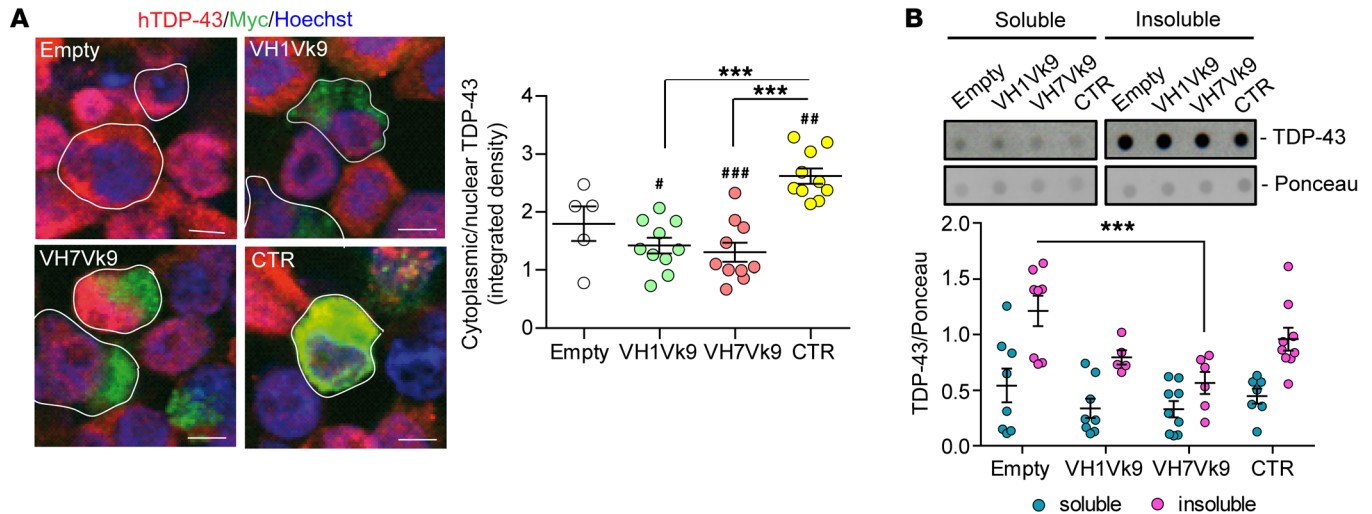 A
hTDP-43/Myc/Hoechst
Empty
VH1Vk9
VH7Vk9
CTR
Cytoplasmic/nuclear TDP-43
(integrated density)
4
3
2
1
0
***
***
#
###
##
Empty VH1Vk9 VH7Vk9 CTR
B
Soluble Insoluble
Empty VH1Vk9 VH7Vk9 CTR Empty VH1Vk9 VH7Vk9 CTR
- TDP-43
- Ponceau
TDP-43/Ponceau
2.0
1.5
1.0
0.5
0.0
***
Empty VH1Vk9 VH7Vk9 CTR
soluble insoluble